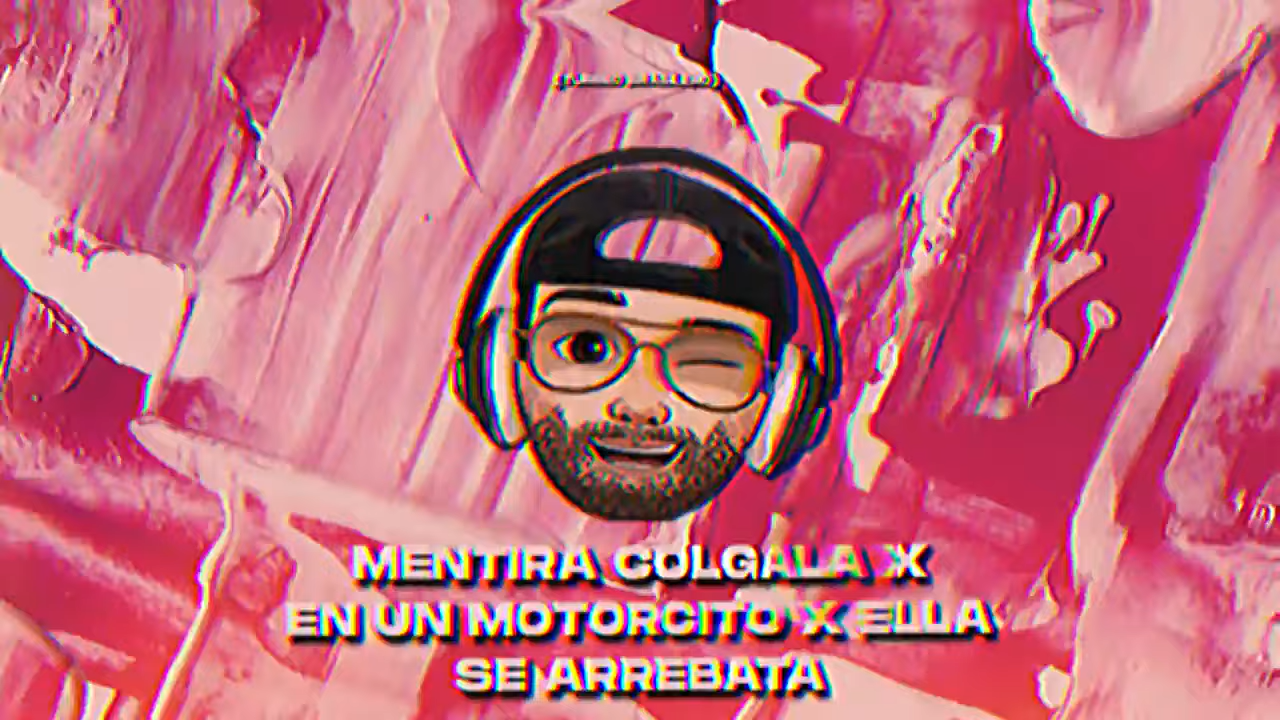 MENTIRA COLGALA X
EN UN MOTORCITO X ELLA
SE ARREBATA